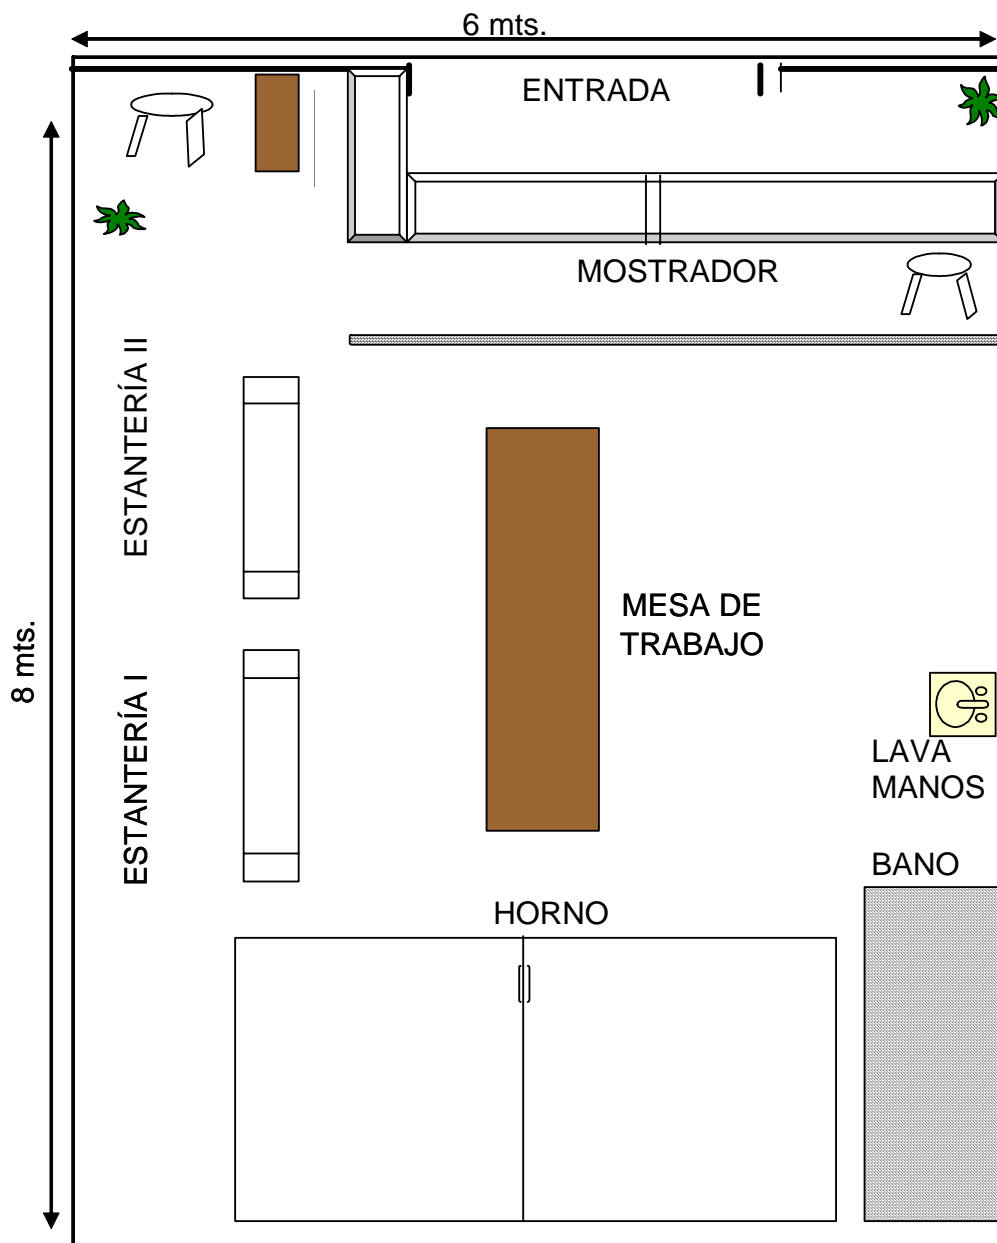 6 mts.
ENTRADA
MOSTRADOR
ESTANTERÍA II
MESA DE
TRABAJO
8 mts.
ESTANTERÍA I
LAVA
MANOS
BANO
HORNO